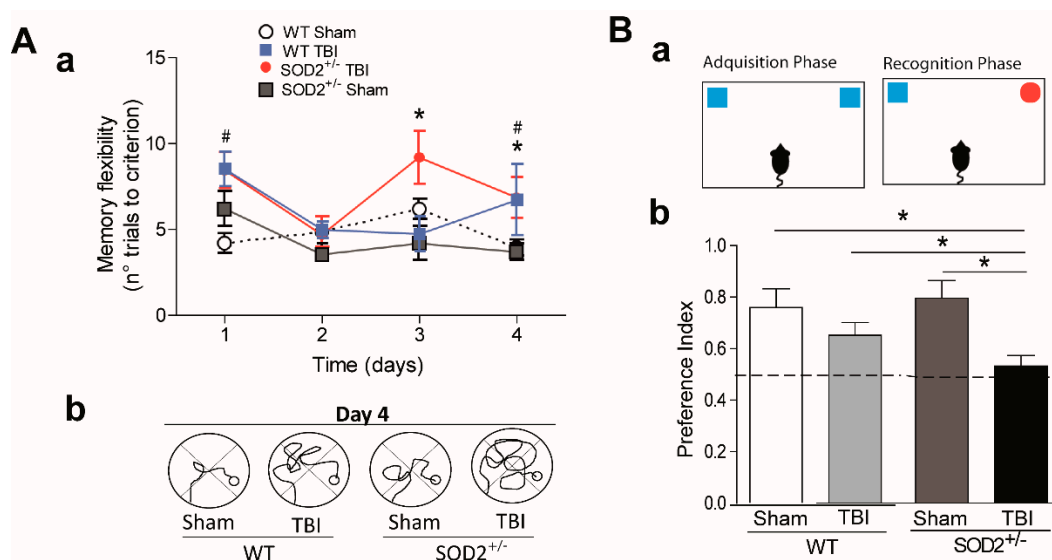 A
a
WT Sham
WT TBI
SOD2+/- TBI
SOD2+/- Sham
Memory flexibility
(n° trials to criterion)
15
10
5
0
#
*
#
*
1
2
3
4
Time (days)
b
Day 4
Sham
TBI
Sham
TBI
WT
SOD2+/-
B
a
Adquisition Phase
Recognition Phase
b
*
*
*
Preference Index
1.0
0.8
0.6
0.4
0.2
0.0
Sham
TBI
Sham
TBI
WT
SOD2+/-